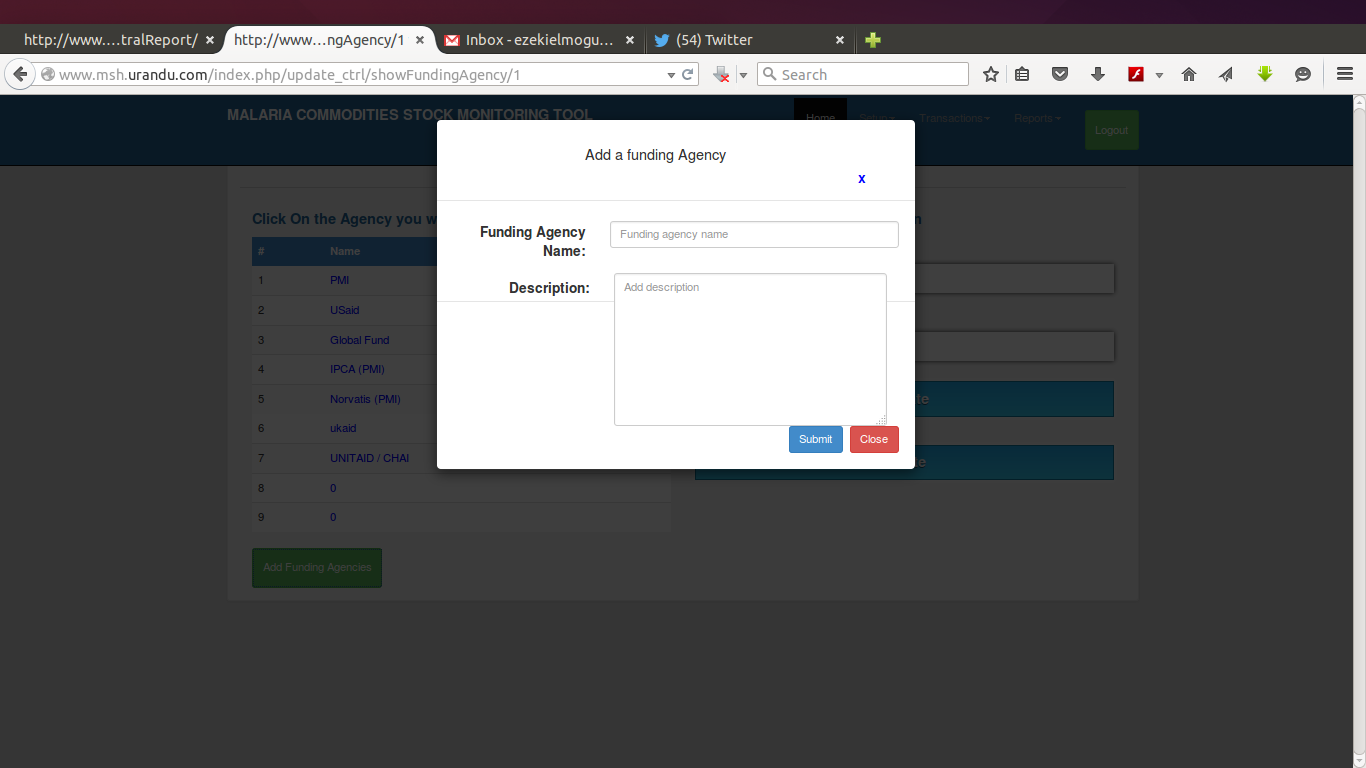 http://www.…tralReport/
http://www…ngAgency/1
Inbox - ezekielmogu…
(54) Twitter
www.msh.urandu.com/index.php/update_ctrl/showFundingAgency/1
Search
MALARIA COMMODITIES STOCK MONITORING TOOL
Home
Setup
Transactions
Reports
Logout
Add a funding Agency
x
Click On the Agency you w
n
Funding Agency Name:
Funding agency name
Description:
Add description
# Name
1 PMI
2 USaid
3 Global Fund
4 IPCA (PMI)
5 Norvatis (PMI)
6 ukaid
7 UNITAID / CHAI
8 0
9 0
te
e
Submit
Close
Add Funding Agencies